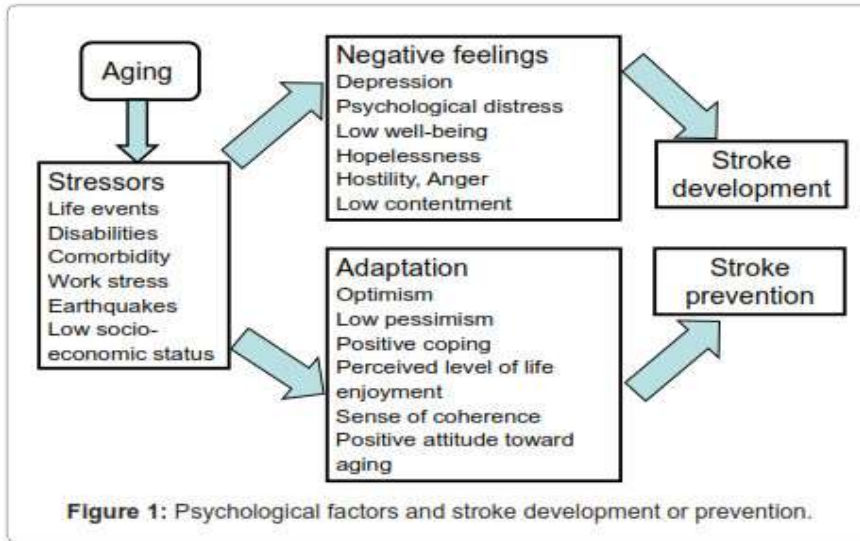 Aging
Stressors
Life events
Disabilities
Comorbidity
Work stress
Earthquakes
Low socio-
economic status
Negative feelings
Depression
Psychological distress
Low well-being
Hopelessness
Hostility, Anger
Low contentment
Adaptation
Optimism
Low pessimism
Positive coping
Perceived level of life
enjoyment
Sense of coherence
Positive attitude toward
aging
Stroke
development
Stroke
prevention
Figure 1: Psychological factors and stroke development or prevention.